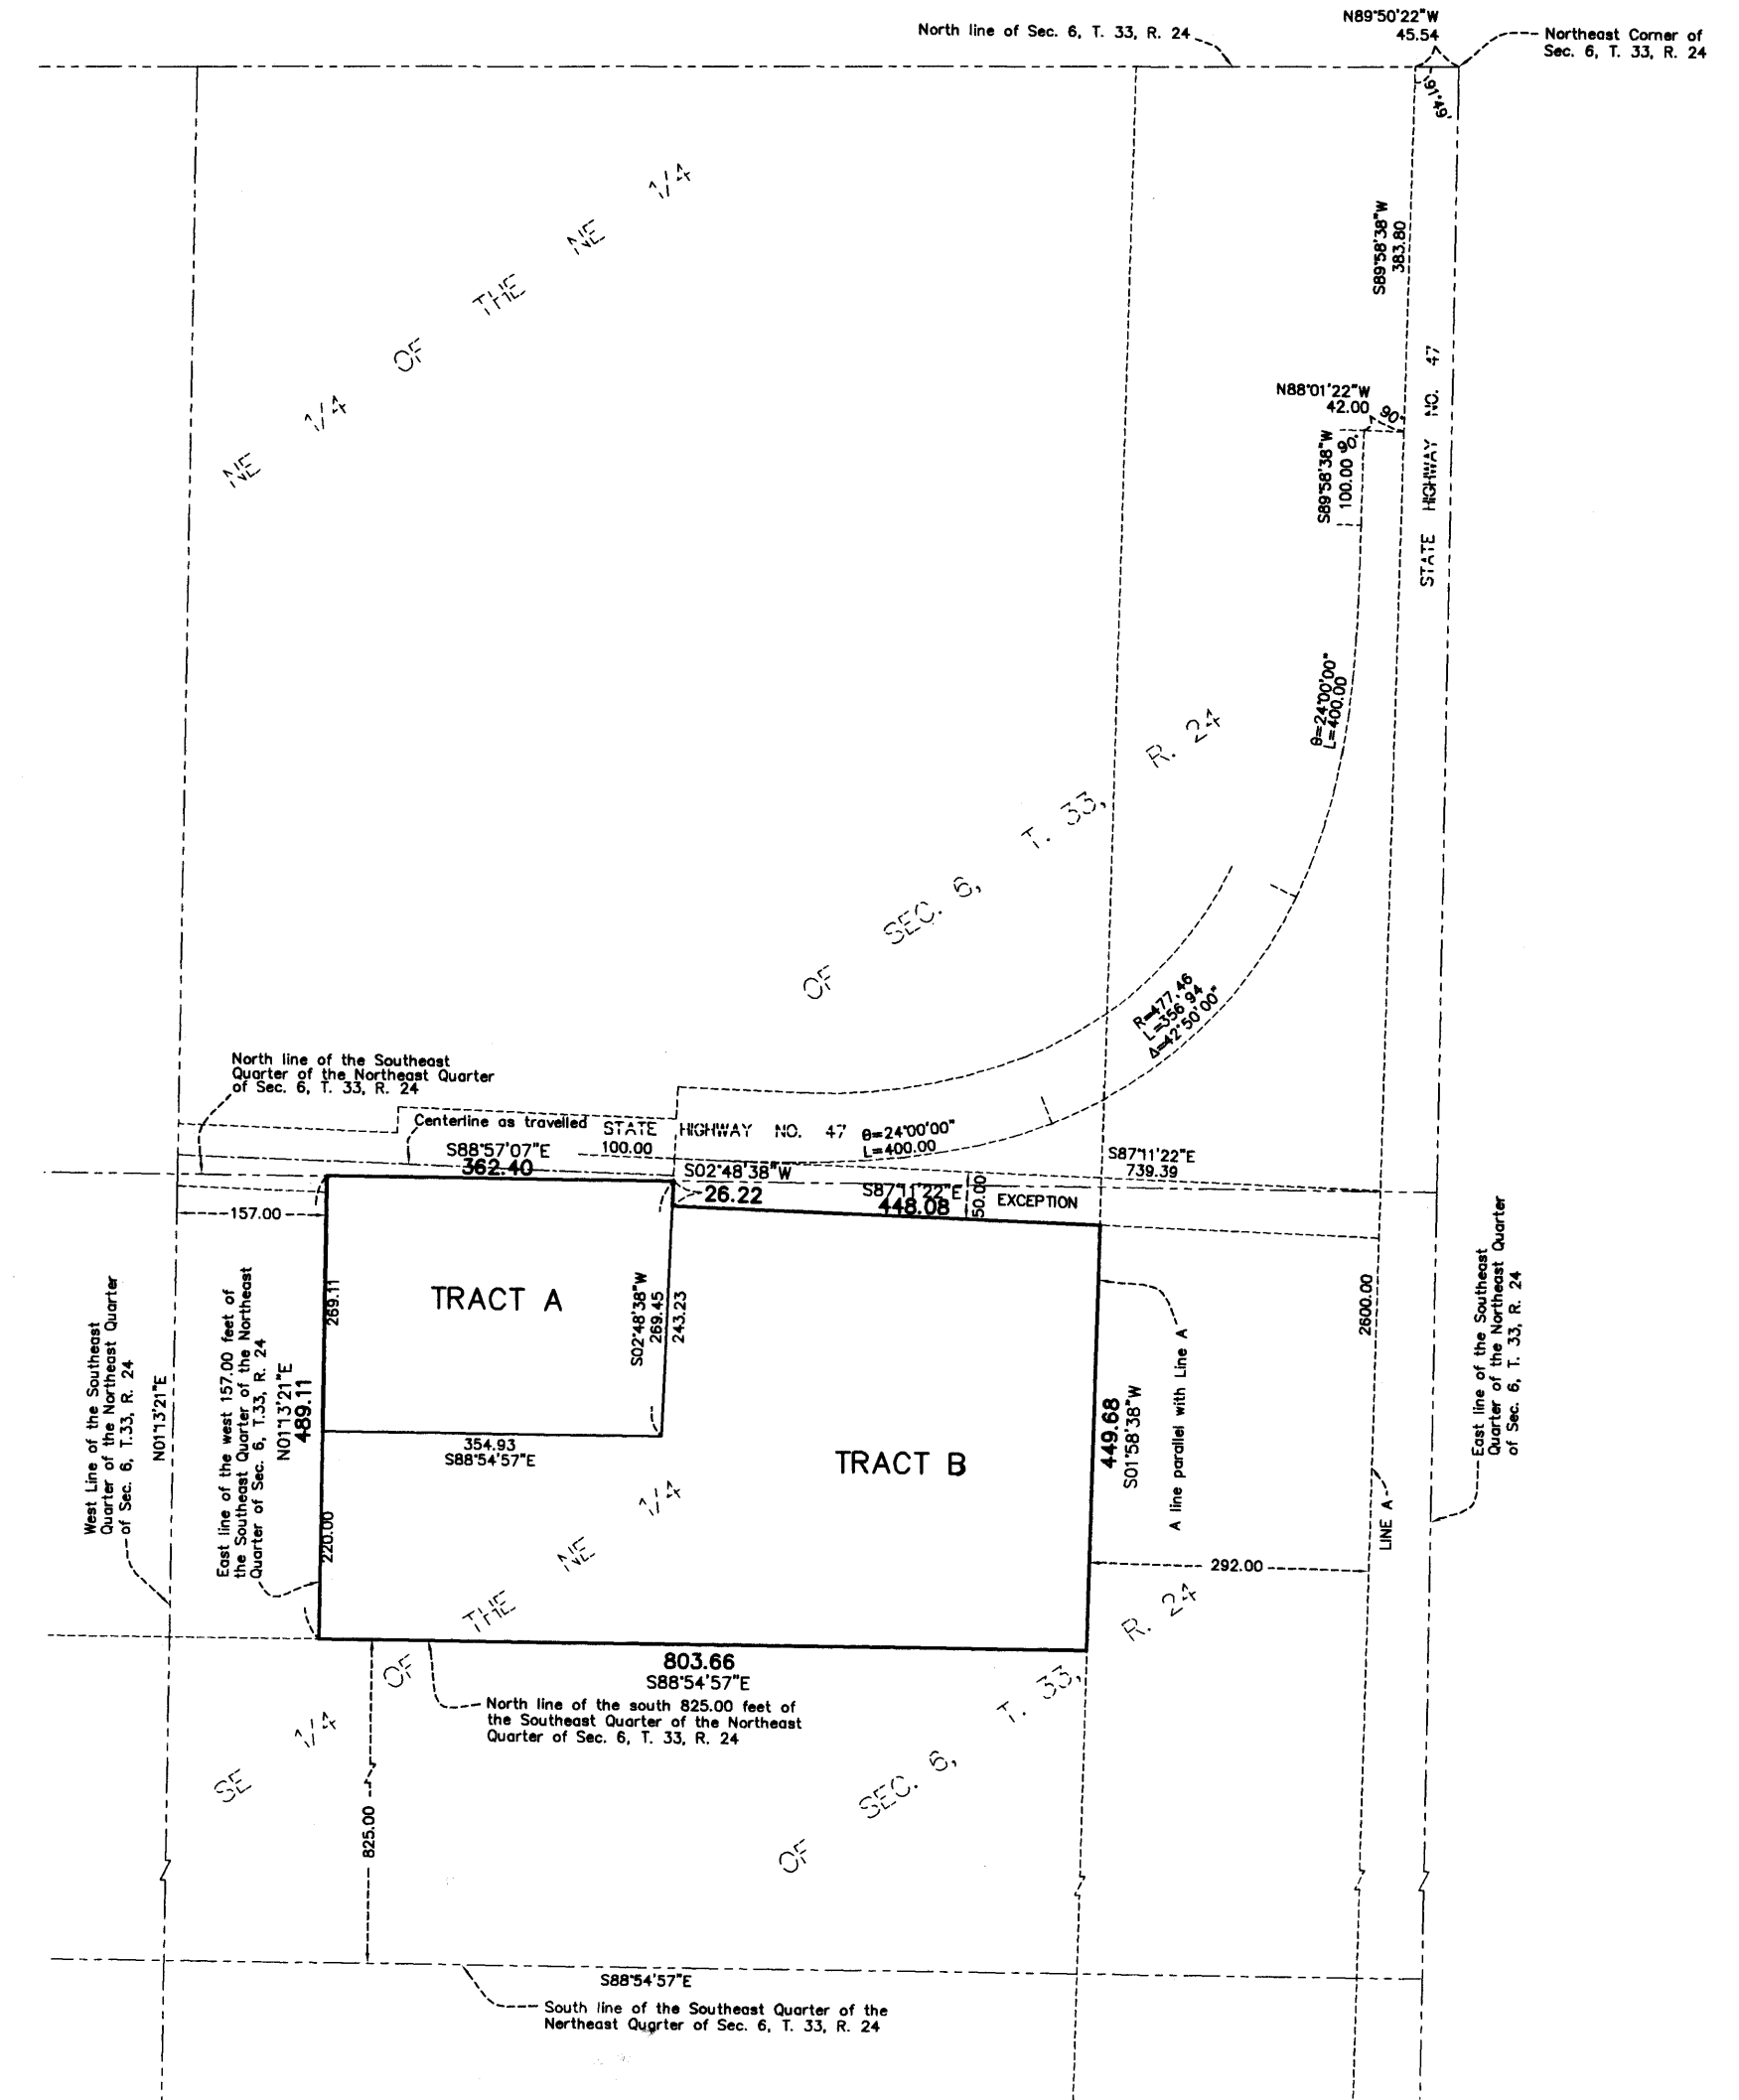 N89°50'22"W
45.54
North line of Sec. 6, T. 33, R. 24
Northeast Corner of
Sec. 6, T. 33, R. 24
91°49'
S89°58'38"W
383.80
NE 1/4 OF THE NE 1/4
OF SEC. 6, T. 33, R. 24
STATE HIGHWAY NO. 47
N88°01'22"W
42.00
90°
90°
S89°58'38"W
100.00
θ=24°00'00"
L=400.00
R=477.46
L=356.94
Δ=42°50'00"
North line of the Southeast
Quarter of the Northeast Quarter
of Sec. 6, T. 33, R. 24
Centerline as travelled
STATE HIGHWAY NO. 47
θ=24°00'00"
L=400.00
100.00
S88°57'07"E
362.40
S02°48'38"W
26.22
S87°11'22"E
448.08
50.00
EXCEPTION
S87°11'22"E
739.39
157.00
TRACT A
269.11
S02°48'38"W
269.45
243.23
354.93
S88°54'57"E
West Line of the Southeast
Quarter of the Northeast Quarter
of Sec. 6, T.33, R. 24
N01°13'21"E
East line of the west 157.00 feet of
the Southeast Quarter of the Northeast
Quarter of Sec. 6, T.33, R. 24
N01°13'21"E
489.11
220.00
TRACT B
449.68
S01°58'38"W
A line parallel with Line A
2600.00
LINE A
292.00
East line of the Southeast
Quarter of the Northeast Quarter
of Sec. 6, T. 33, R. 24
803.66
S88°54'57"E
North line of the south 825.00 feet of
the Southeast Quarter of the Northeast
Quarter of Sec. 6, T. 33, R. 24
SE 1/4 OF THE NE 1/4
OF SEC. 6, T. 33, R. 24
825.00
S88°54'57"E
South line of the Southeast Quarter of the
Northeast Quarter of Sec. 6, T. 33, R. 24